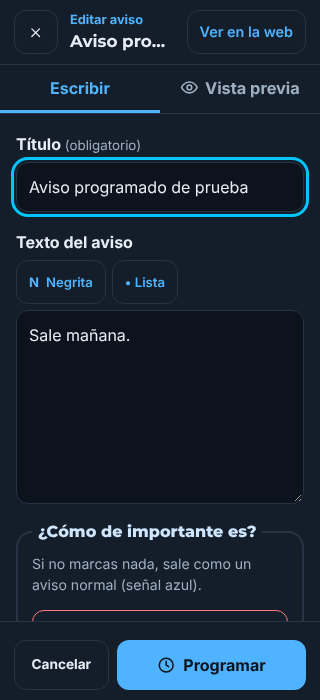 Editar aviso
Aviso pro...
Ver en la web
Escribir
Vista previa
Título (obligatorio)
Aviso programado de prueba
Texto del aviso
N Negrita
• Lista
Sale mañana.
¿Cómo de importante es?
Si no marcas nada, sale como un
aviso normal (señal azul).
Cancelar
Programar